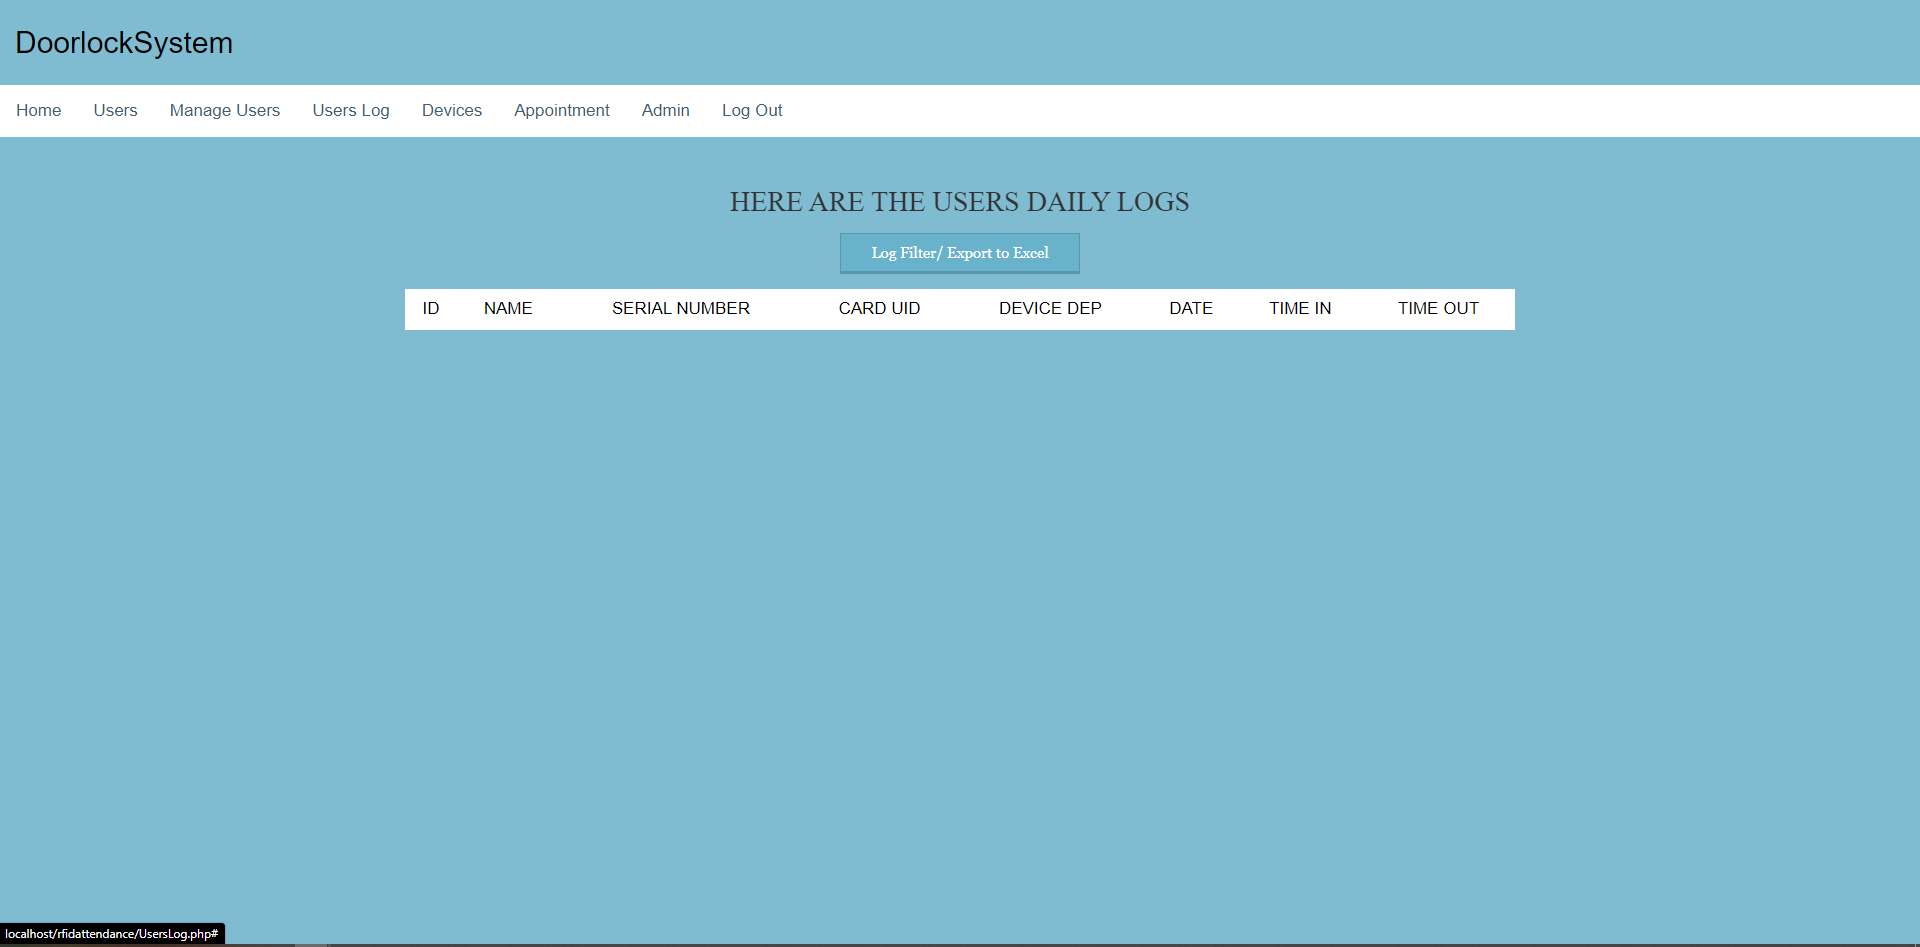 DoorlockSystem
Home Users Manage Users Users Log Devices Appointment Admin Log Out
HERE ARE THE USERS DAILY LOGS
Log Filter/ Export to Excel
ID NAME SERIAL NUMBER CARD UID DEVICE DEP DATE TIME IN TIME OUT
localhost/rfidattendance/UsersLog.php#